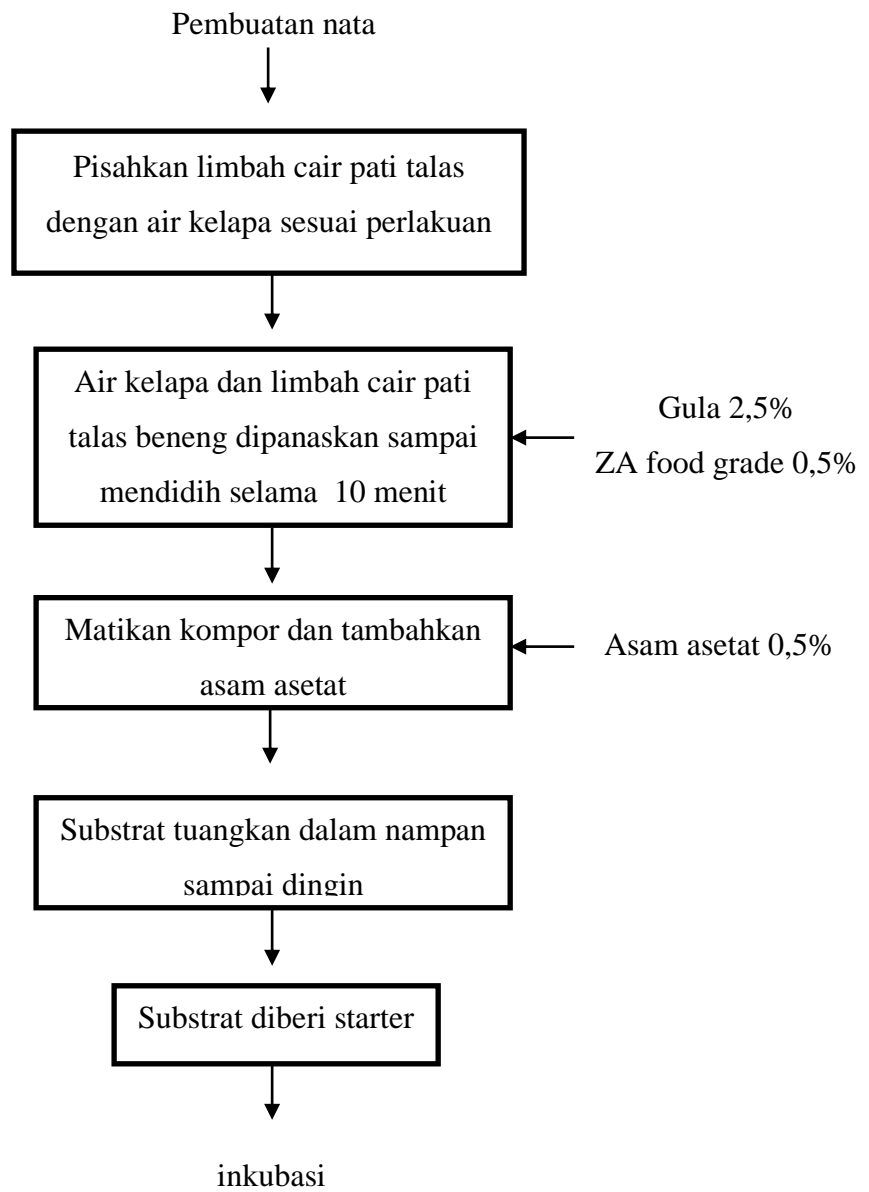 Pembuatan nata
Pisahkan limbah cair pati talas
dengan air kelapa sesuai perlakuan
Air kelapa dan limbah cair pati
talas beneng dipanaskan sampai
mendidih selama 10 menit
Gula 2,5%
ZA food grade 0,5%
Matikan kompor dan tambahkan
asam asetat
Asam asetat 0,5%
Substrat tuangkan dalam nampan
sampai dingin
Substrat diberi starter
inkubasi